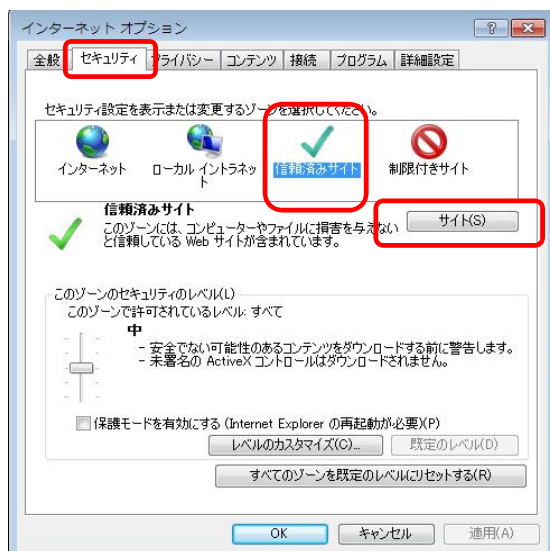 インターネット オプション
全般 セキュリティ プライバシー コンテンツ 接続 プログラム 詳細設定
セキュリティ設定を表示または変更するゾーンを選択してください。
インターネット ローカル イントラネット 信頼済みサイト 制限付きサイト
信頼済みサイト
このゾーンには、コンピューターやファイルに損害を与えない
と信頼している Web サイトが含まれています。
サイト(S)
このゾーンのセキュリティのレベル(L)
このゾーンで許可されているレベル: すべて
中
- 安全でない可能性のあるコンテンツをダウンロードする前に警告します。
- 未署名の ActiveX コントロールはダウンロードされません。
保護モードを有効にする (Internet Explorer の再起動が必要)(P)
レベルのカスタマイズ(C)... 既定のレベル(D)
すべてのゾーンを既定のレベルにリセットする(R)
OK キャンセル 適用(A)